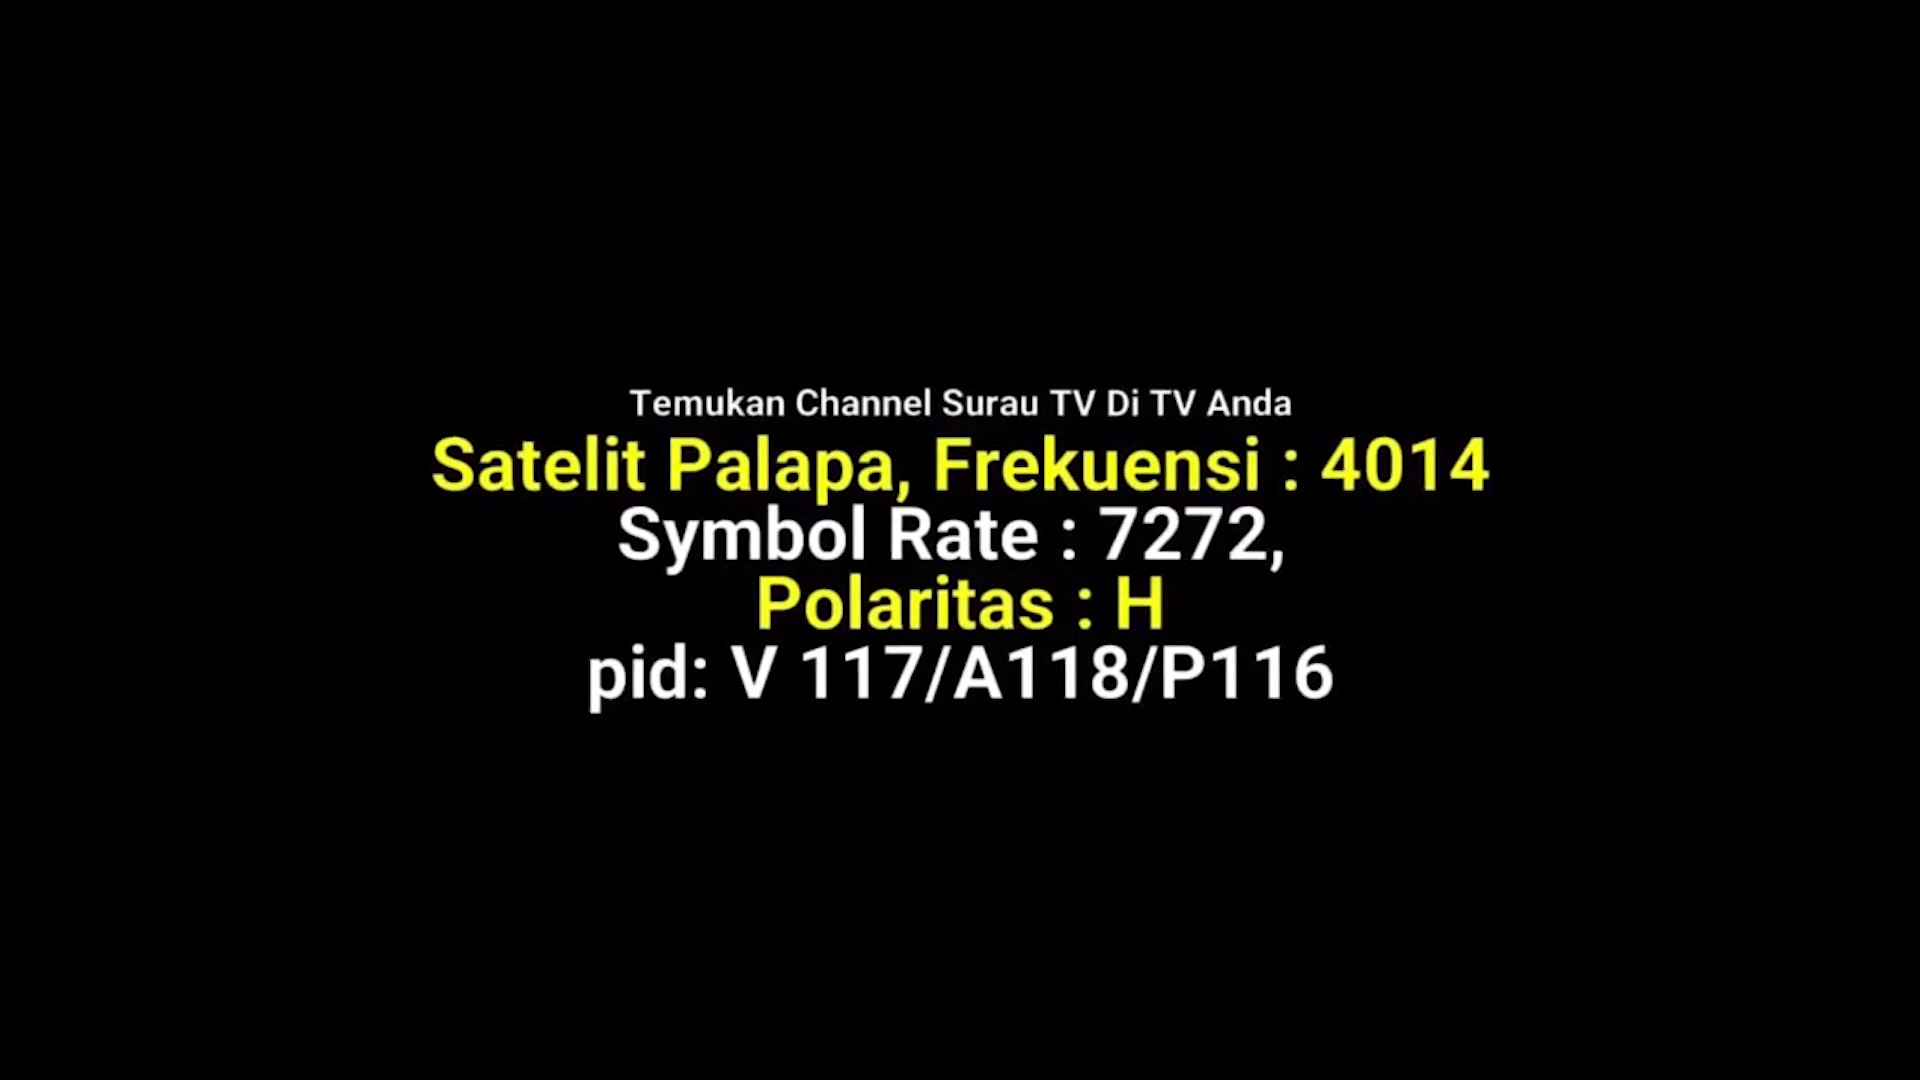 Temukan Channel Surau TV Di TV Anda
Satelit Palapa, Frekuensi : 4014
Symbol Rate : 7272,
Polaritas : H
pid: V 117/A118/P116